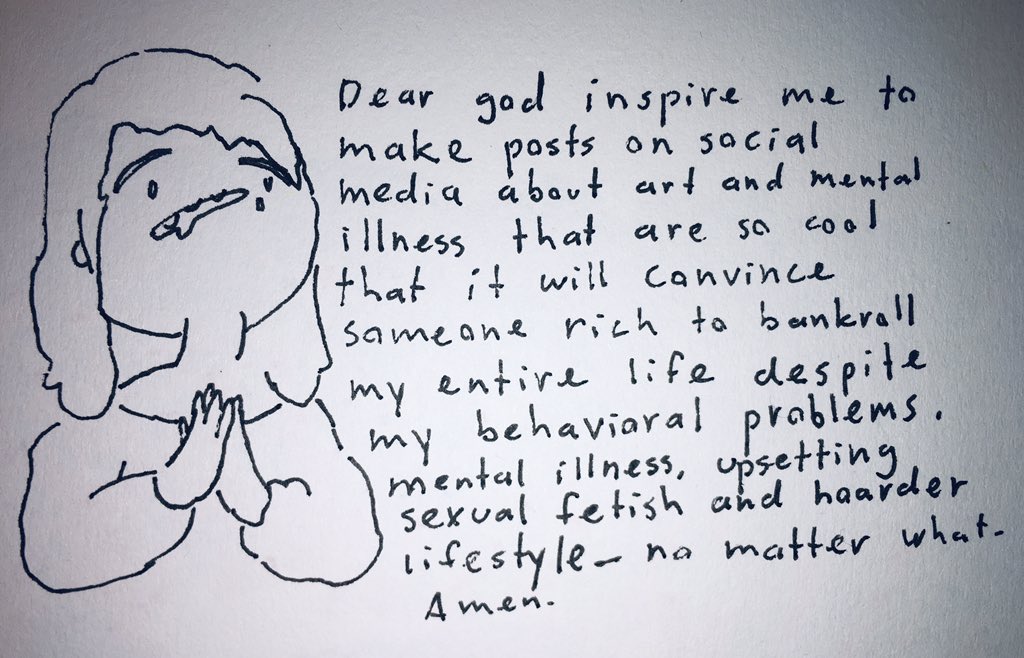 Dear god inspire me to
make posts on social
media about art and mental
illness that are so cool
that it will convince
someone rich to bankroll
my entire life despite
my behavioral problems.
mental illness, upsetting
sexual fetish and hoarder
lifestyle - no matter what.
Amen.